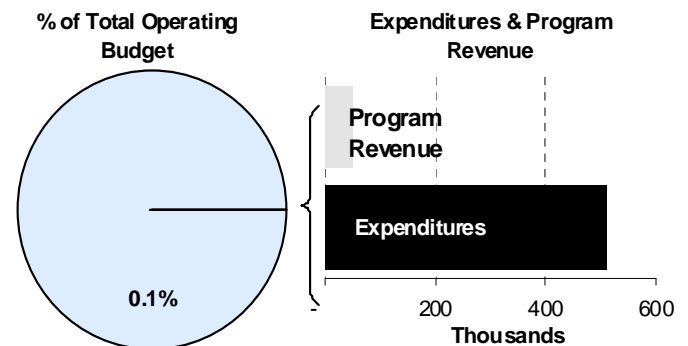 % of Total Operating
Budget
0.1%
Expenditures & Program
Revenue
Program
Revenue
Expenditures
- 200 400 600
Thousands